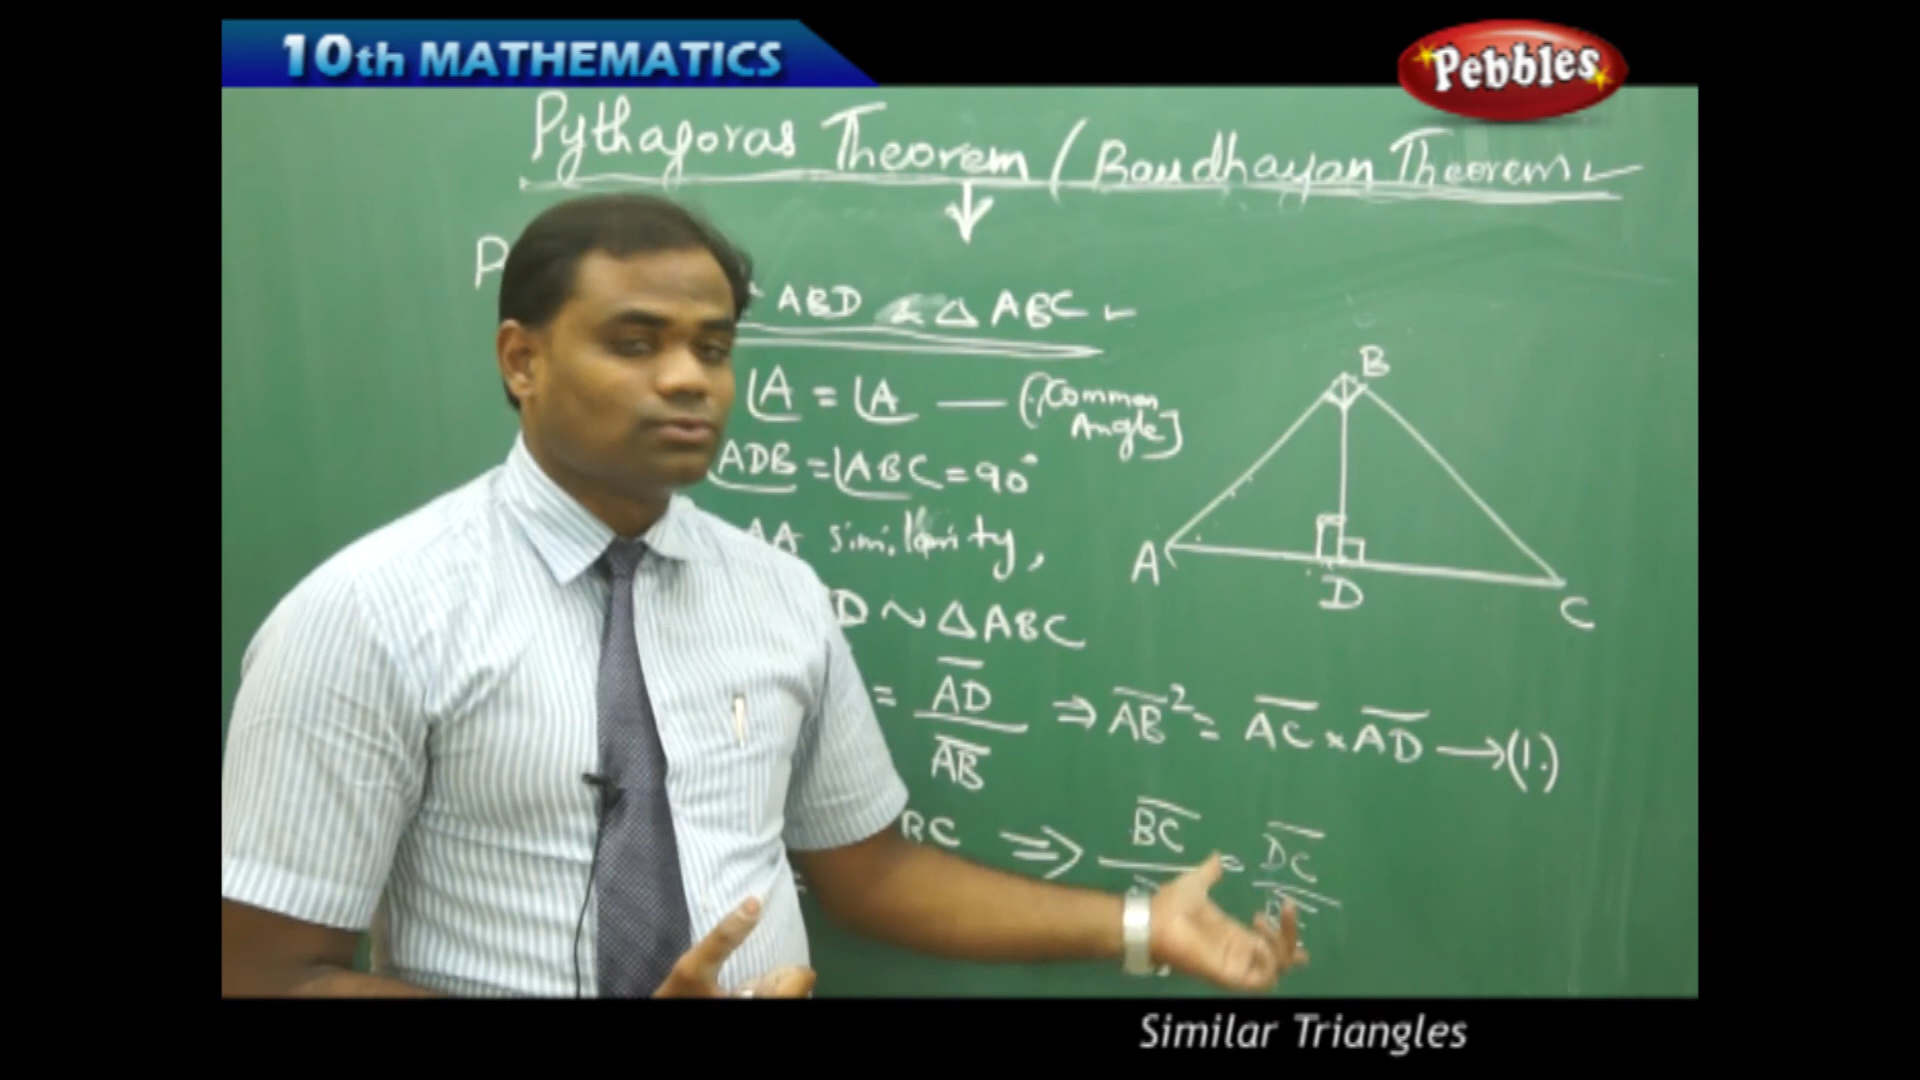 10th MATHEMATICS
Pebbles
Pythagoras Theorem / Baudhayan Theorem
P
ABD & Δ ABC
∠A = ∠A — (∵ Common
Angle]
ADB = ∠ABC = 90°
AA similarity,
D ~ Δ ABC
B
A
D
C
= AD/AB ⇒ AB² = AC × AD → (1.)
BC ⇒ BC = DC
Similar Triangles